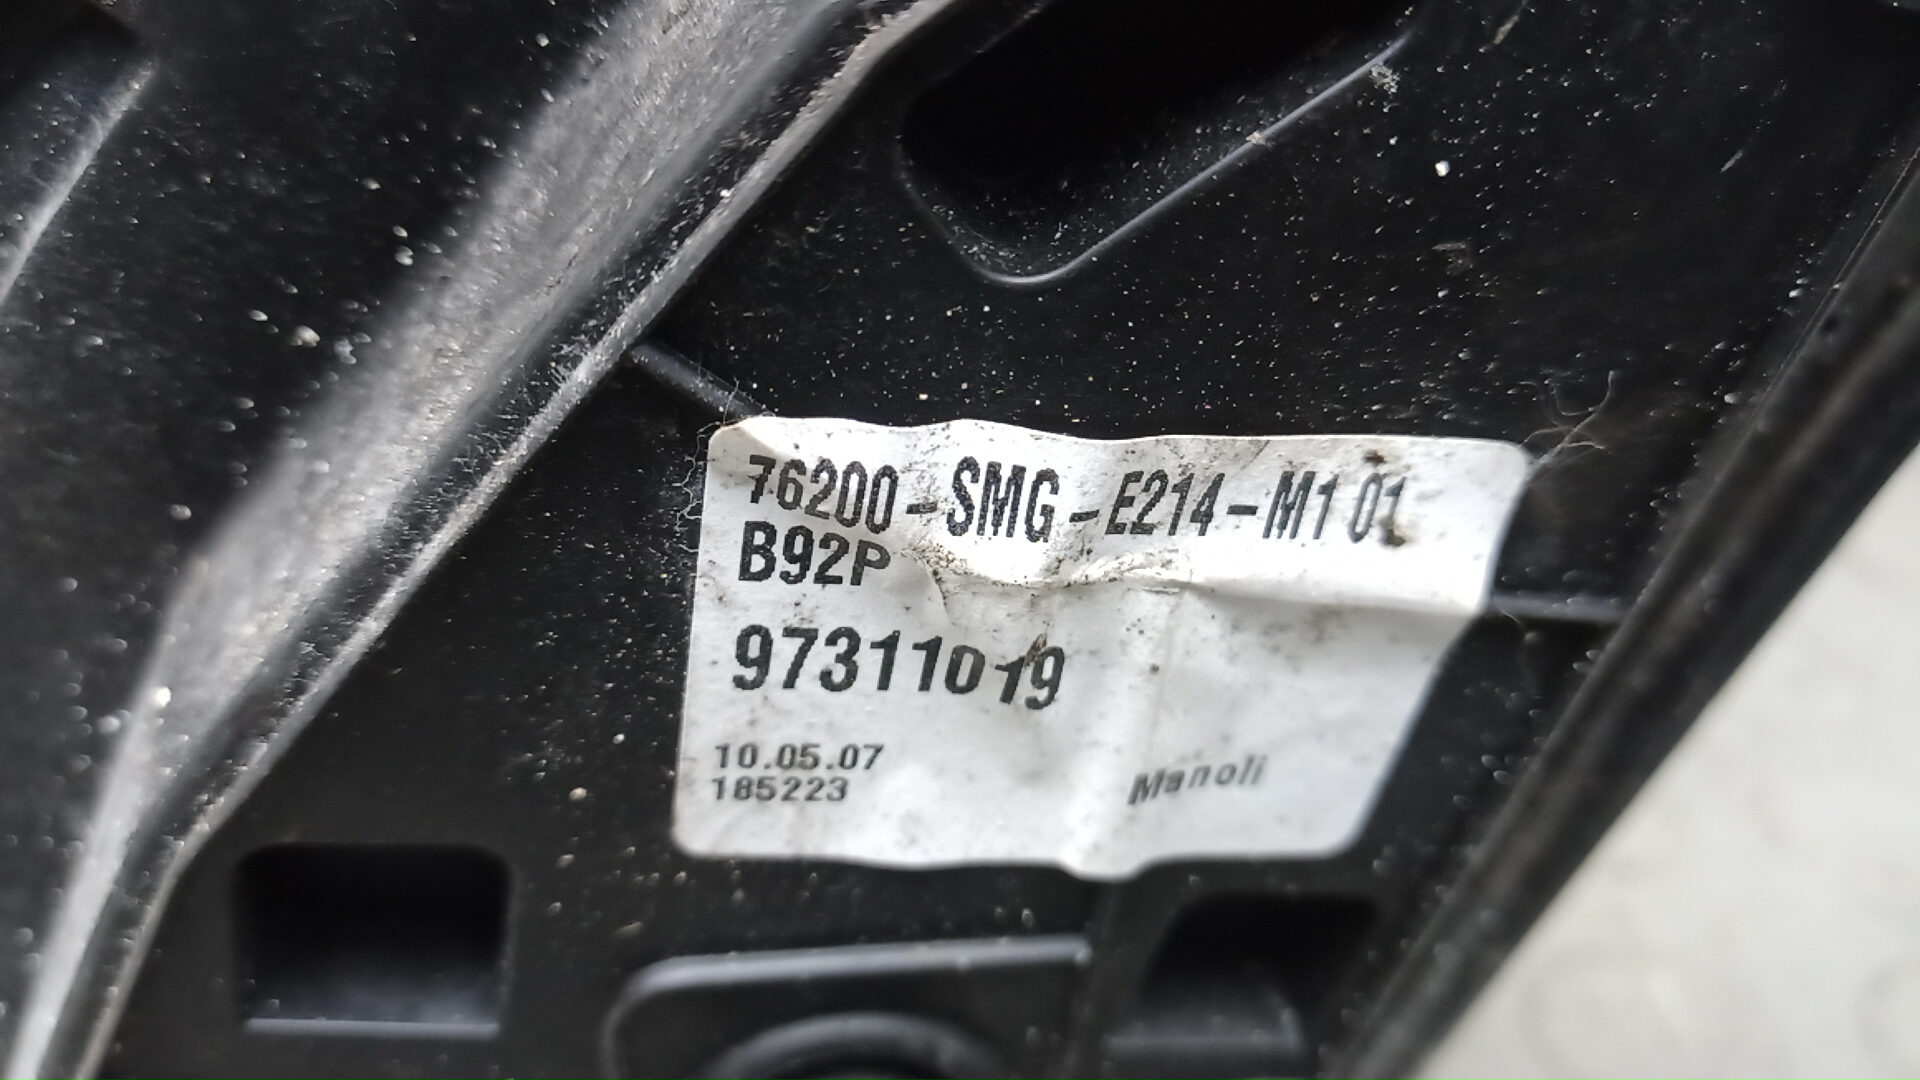 76200-SMG-E214-M1 01
B92P
97311019
10.05.07
185223
Manoli